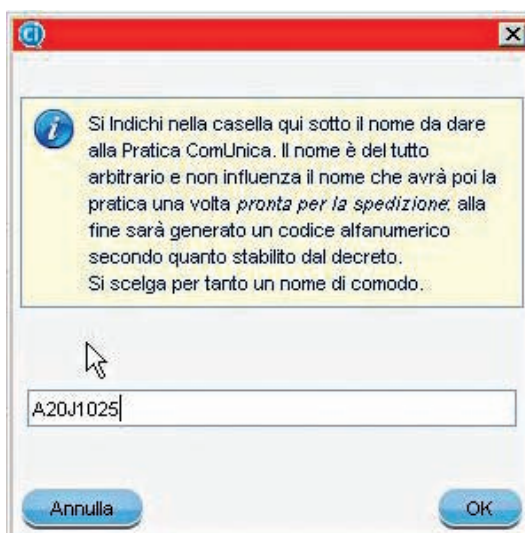 Ci
Si Indichi nella casella qui sotto il nome da dare
alla Pratica ComUnica. Il nome è del tutto
arbitrario e non influenza il nome che avrà poi la
pratica una volta pronta per la spedizione; alla
fine sarà generato un codice alfanumerico
secondo quanto stabilito dal decreto.
Si scelga per tanto un nome di comodo.
A20J1025
Annulla
OK